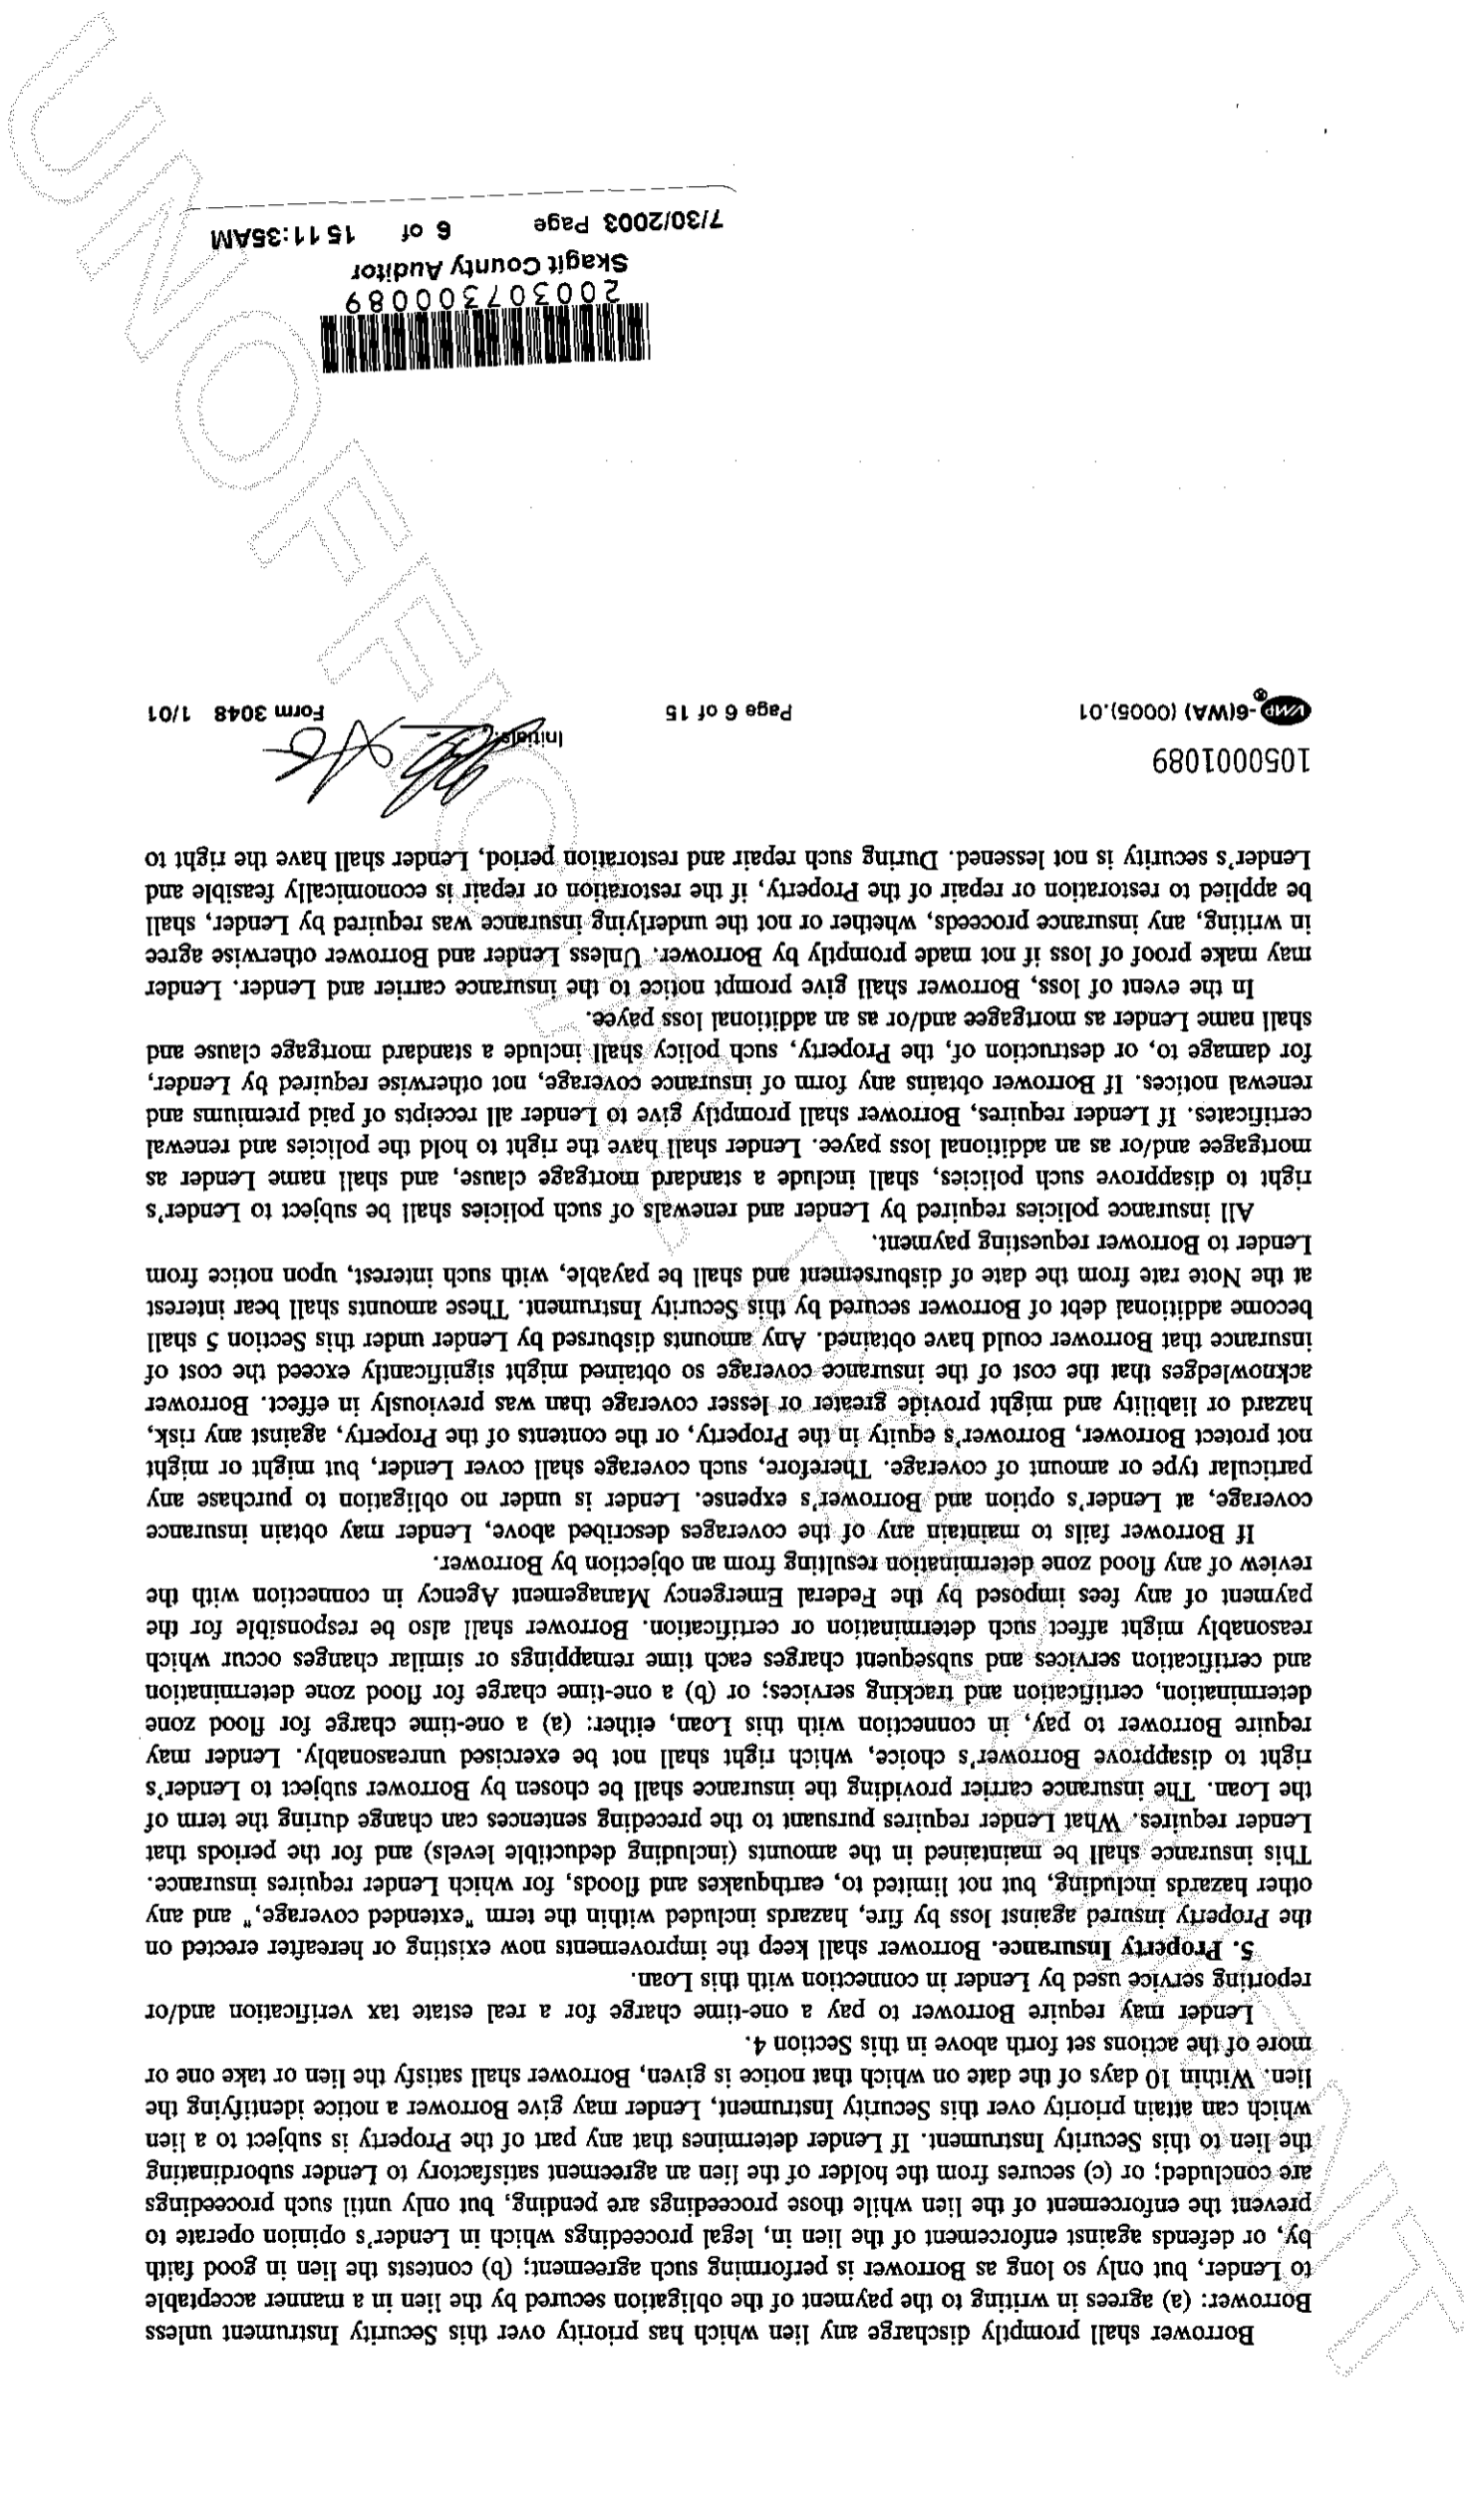 Borrower shall promptly discharge any lien which has priority over this Security Instrument unless
Borrower: (a) agrees in writing to the payment of the obligation secured by the lien in a manner acceptable
to Lender, but only so long as Borrower is performing such agreement; (b) contests the lien in good faith
by, or defends against enforcement of the lien in, legal proceedings which in Lender's opinion operate to
prevent the enforcement of the lien while those proceedings are pending, but only until such proceedings
are concluded; or (c) secures from the holder of the lien an agreement satisfactory to Lender subordinating
the lien to this Security Instrument. If Lender determines that any part of the Property is subject to a lien
which can attain priority over this Security Instrument, Lender may give Borrower a notice identifying the
lien. Within 10 days of the date on which that notice is given, Borrower shall satisfy the lien or take one or
more of the actions set forth above in this Section 4.
Lender may require Borrower to pay a one-time charge for a real estate tax verification and/or
reporting service used by Lender in connection with this Loan.
5. Property Insurance. Borrower shall keep the improvements now existing or hereafter erected on
the Property insured against loss by fire, hazards included within the term "extended coverage," and any
other hazards including, but not limited to, earthquakes and floods, for which Lender requires insurance.
This insurance shall be maintained in the amounts (including deductible levels) and for the periods that
Lender requires. What Lender requires pursuant to the preceding sentences can change during the term of
the Loan. The insurance carrier providing the insurance shall be chosen by Borrower subject to Lender's
right to disapprove Borrower's choice, which right shall not be exercised unreasonably. Lender may
require Borrower to pay, in connection with this Loan, either: (a) a one-time charge for flood zone
determination, certification and tracking services; or (b) a one-time charge for flood zone determination
and certification services and subsequent charges each time remappings or similar changes occur which
reasonably might affect such determination or certification. Borrower shall also be responsible for the
payment of any fees imposed by the Federal Emergency Management Agency in connection with the
review of any flood zone determination resulting from an objection by Borrower.
If Borrower fails to maintain any of the coverages described above, Lender may obtain insurance
coverage, at Lender's option and Borrower's expense. Lender is under no obligation to purchase any
particular type or amount of coverage. Therefore, such coverage shall cover Lender, but might or might
not protect Borrower, Borrower's equity in the Property, or the contents of the Property, against any risk,
hazard or liability and might provide greater or lesser coverage than was previously in effect. Borrower
acknowledges that the cost of the insurance coverage so obtained might significantly exceed the cost of
insurance that Borrower could have obtained. Any amounts disbursed by Lender under this Section 5 shall
become additional debt of Borrower secured by this Security Instrument. These amounts shall bear interest
at the Note rate from the date of disbursement and shall be payable, with such interest, upon notice from
Lender to Borrower requesting payment.
All insurance policies required by Lender and renewals of such policies shall be subject to Lender's
right to disapprove such policies, shall include a standard mortgage clause, and shall name Lender as
mortgagee and/or as an additional loss payee. Lender shall have the right to hold the policies and renewal
certificates. If Lender requires, Borrower shall promptly give to Lender all receipts of paid premiums and
renewal notices. If Borrower obtains any form of insurance coverage, not otherwise required by Lender,
for damage to, or destruction of, the Property, such policy shall include a standard mortgage clause and
shall name Lender as mortgagee and/or as an additional loss payee.
In the event of loss, Borrower shall give prompt notice to the insurance carrier and Lender. Lender
may make proof of loss if not made promptly by Borrower. Unless Lender and Borrower otherwise agree
in writing, any insurance proceeds, whether or not the underlying insurance was required by Lender, shall
be applied to restoration or repair of the Property, if the restoration or repair is economically feasible and
Lender's security is not lessened. During such repair and restoration period, Lender shall have the right to
1050001089
Initials:
VMP-6(WA) (0005).01 Page 6 of 15 Form 3048 1/01
200307300089
Skagit County Auditor
7/30/2003 Page 6 of 15 11:35AM
UNOFFICIAL DOCUMENT